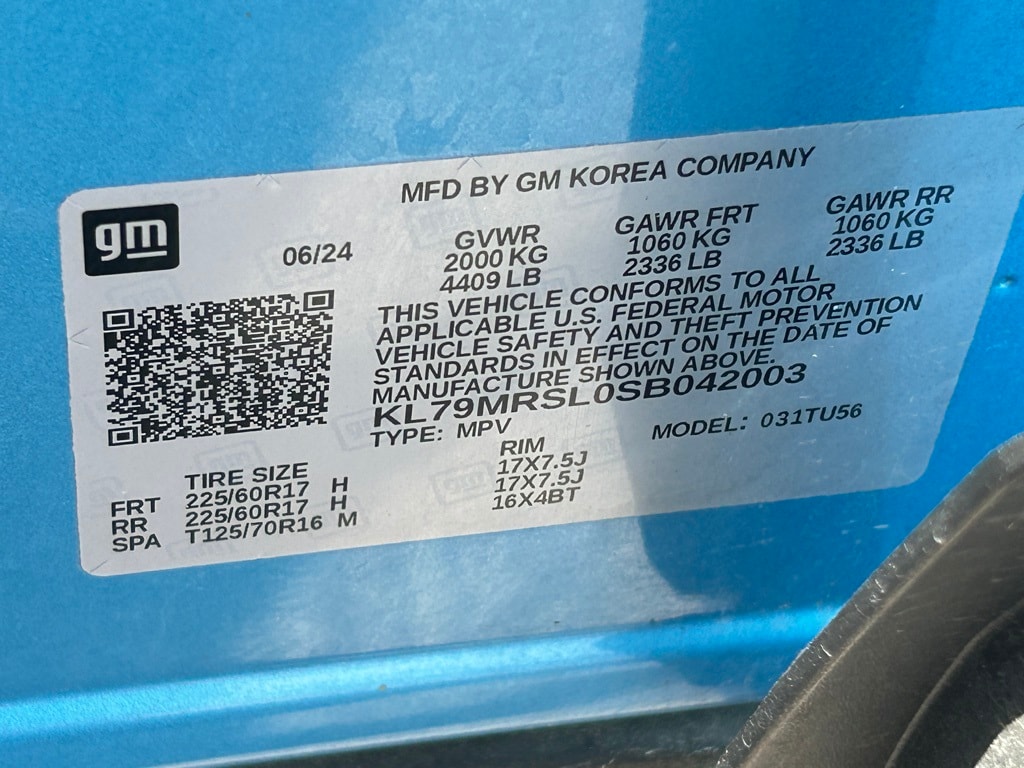 MFD BY GM KOREA COMPANY
gm
06/24
GVWR
2000 KG
4409 LB
GAWR FRT
1060 KG
2336 LB
GAWR RR
1060 KG
2336 LB
THIS VEHICLE CONFORMS TO ALL
APPLICABLE U.S. FEDERAL MOTOR
VEHICLE SAFETY AND THEFT PREVENTION
STANDARDS IN EFFECT ON THE DATE OF
MANUFACTURE SHOWN ABOVE.
KL79MRSL0SB042003
TYPE: MPV
MODEL: 031TU56
TIRE SIZE
RIM
FRT 225/60R17 H 17X7.5J
RR 225/60R17 H 17X7.5J
SPA T125/70R16 M 16X4BT